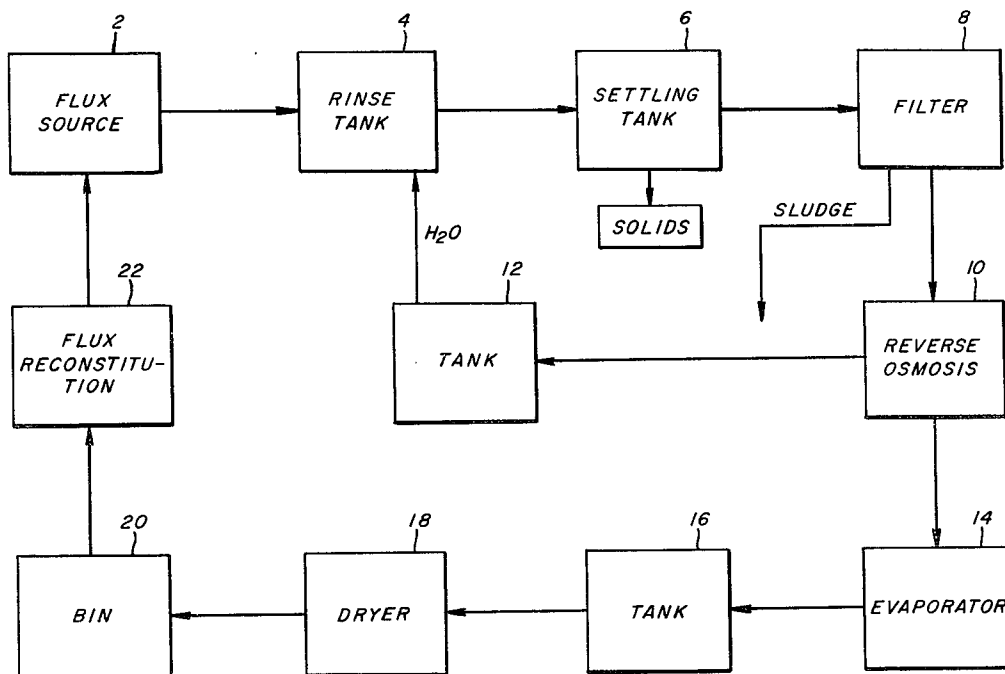 2
4
6
8
FLUX
SOURCE
RINSE
TANK
SETTLING
TANK
FILTER
SOLIDS
SLUDGE
H2O
22
12
10
FLUX
RECONSTITU-
TION
TANK
REVERSE
OSMOSIS
20
18
16
14
BIN
DRYER
TANK
EVAPORATOR